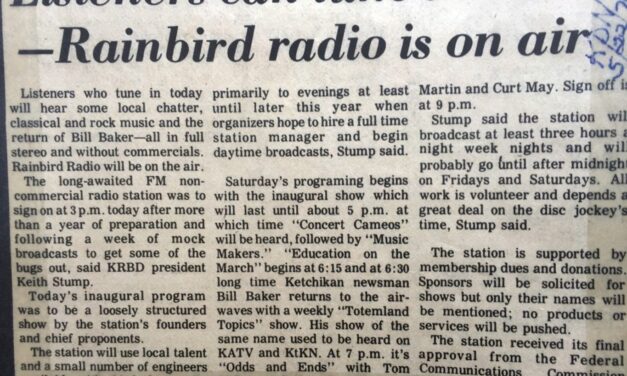 —Rainbird radio is on air
Listeners who tune in today
will hear some local chatter,
classical and rock music and the
return of Bill Baker—all in full
stereo and without commercials.
Rainbird Radio will be on the air.
The long-awaited FM non-
commercial radio station was to
sign on at 3 p.m. today after more
than a year of preparation and
following a week of mock
broadcasts to get some of the
bugs out, said KRBD president
Keith Stump.
Today's inaugural program
was to be a loosely structured
show by the station's founders
and chief proponents.
The station will use local talent
and a small number of engineers
primarily to evenings at least
until later this year when
organizers hope to hire a full time
station manager and begin
daytime broadcasts, Stump said.
Saturday's programing begins
with the inaugural show which
will last until about 5 p.m. at
which time "Concert Cameos"
will be heard, followed by "Music
Makers." "Education on the
March" begins at 6:15 and at 6:30
long time Ketchikan newsman
Bill Baker returns to the air-
waves with a weekly "Totemland
Topics" show. His show of the
same name used to be heard on
KATV and KtKN. At 7 p.m. it's
"Odds and Ends" with Tom
Martin and Curt May. Sign off is
at 9 p.m.
Stump said the station will
broadcast at least three hours a
night week nights and will
probably go until after midnight
on Fridays and Saturdays. All
work is volunteer and depends a
great deal on the disc jockey's
time, Stump said.
The station is supported by
membership dues and donations.
Sponsors will be solicited for
shows but only their names will
be mentioned; no products or
services will be pushed.
The station received its final
approval from the Federal
Communications Commission